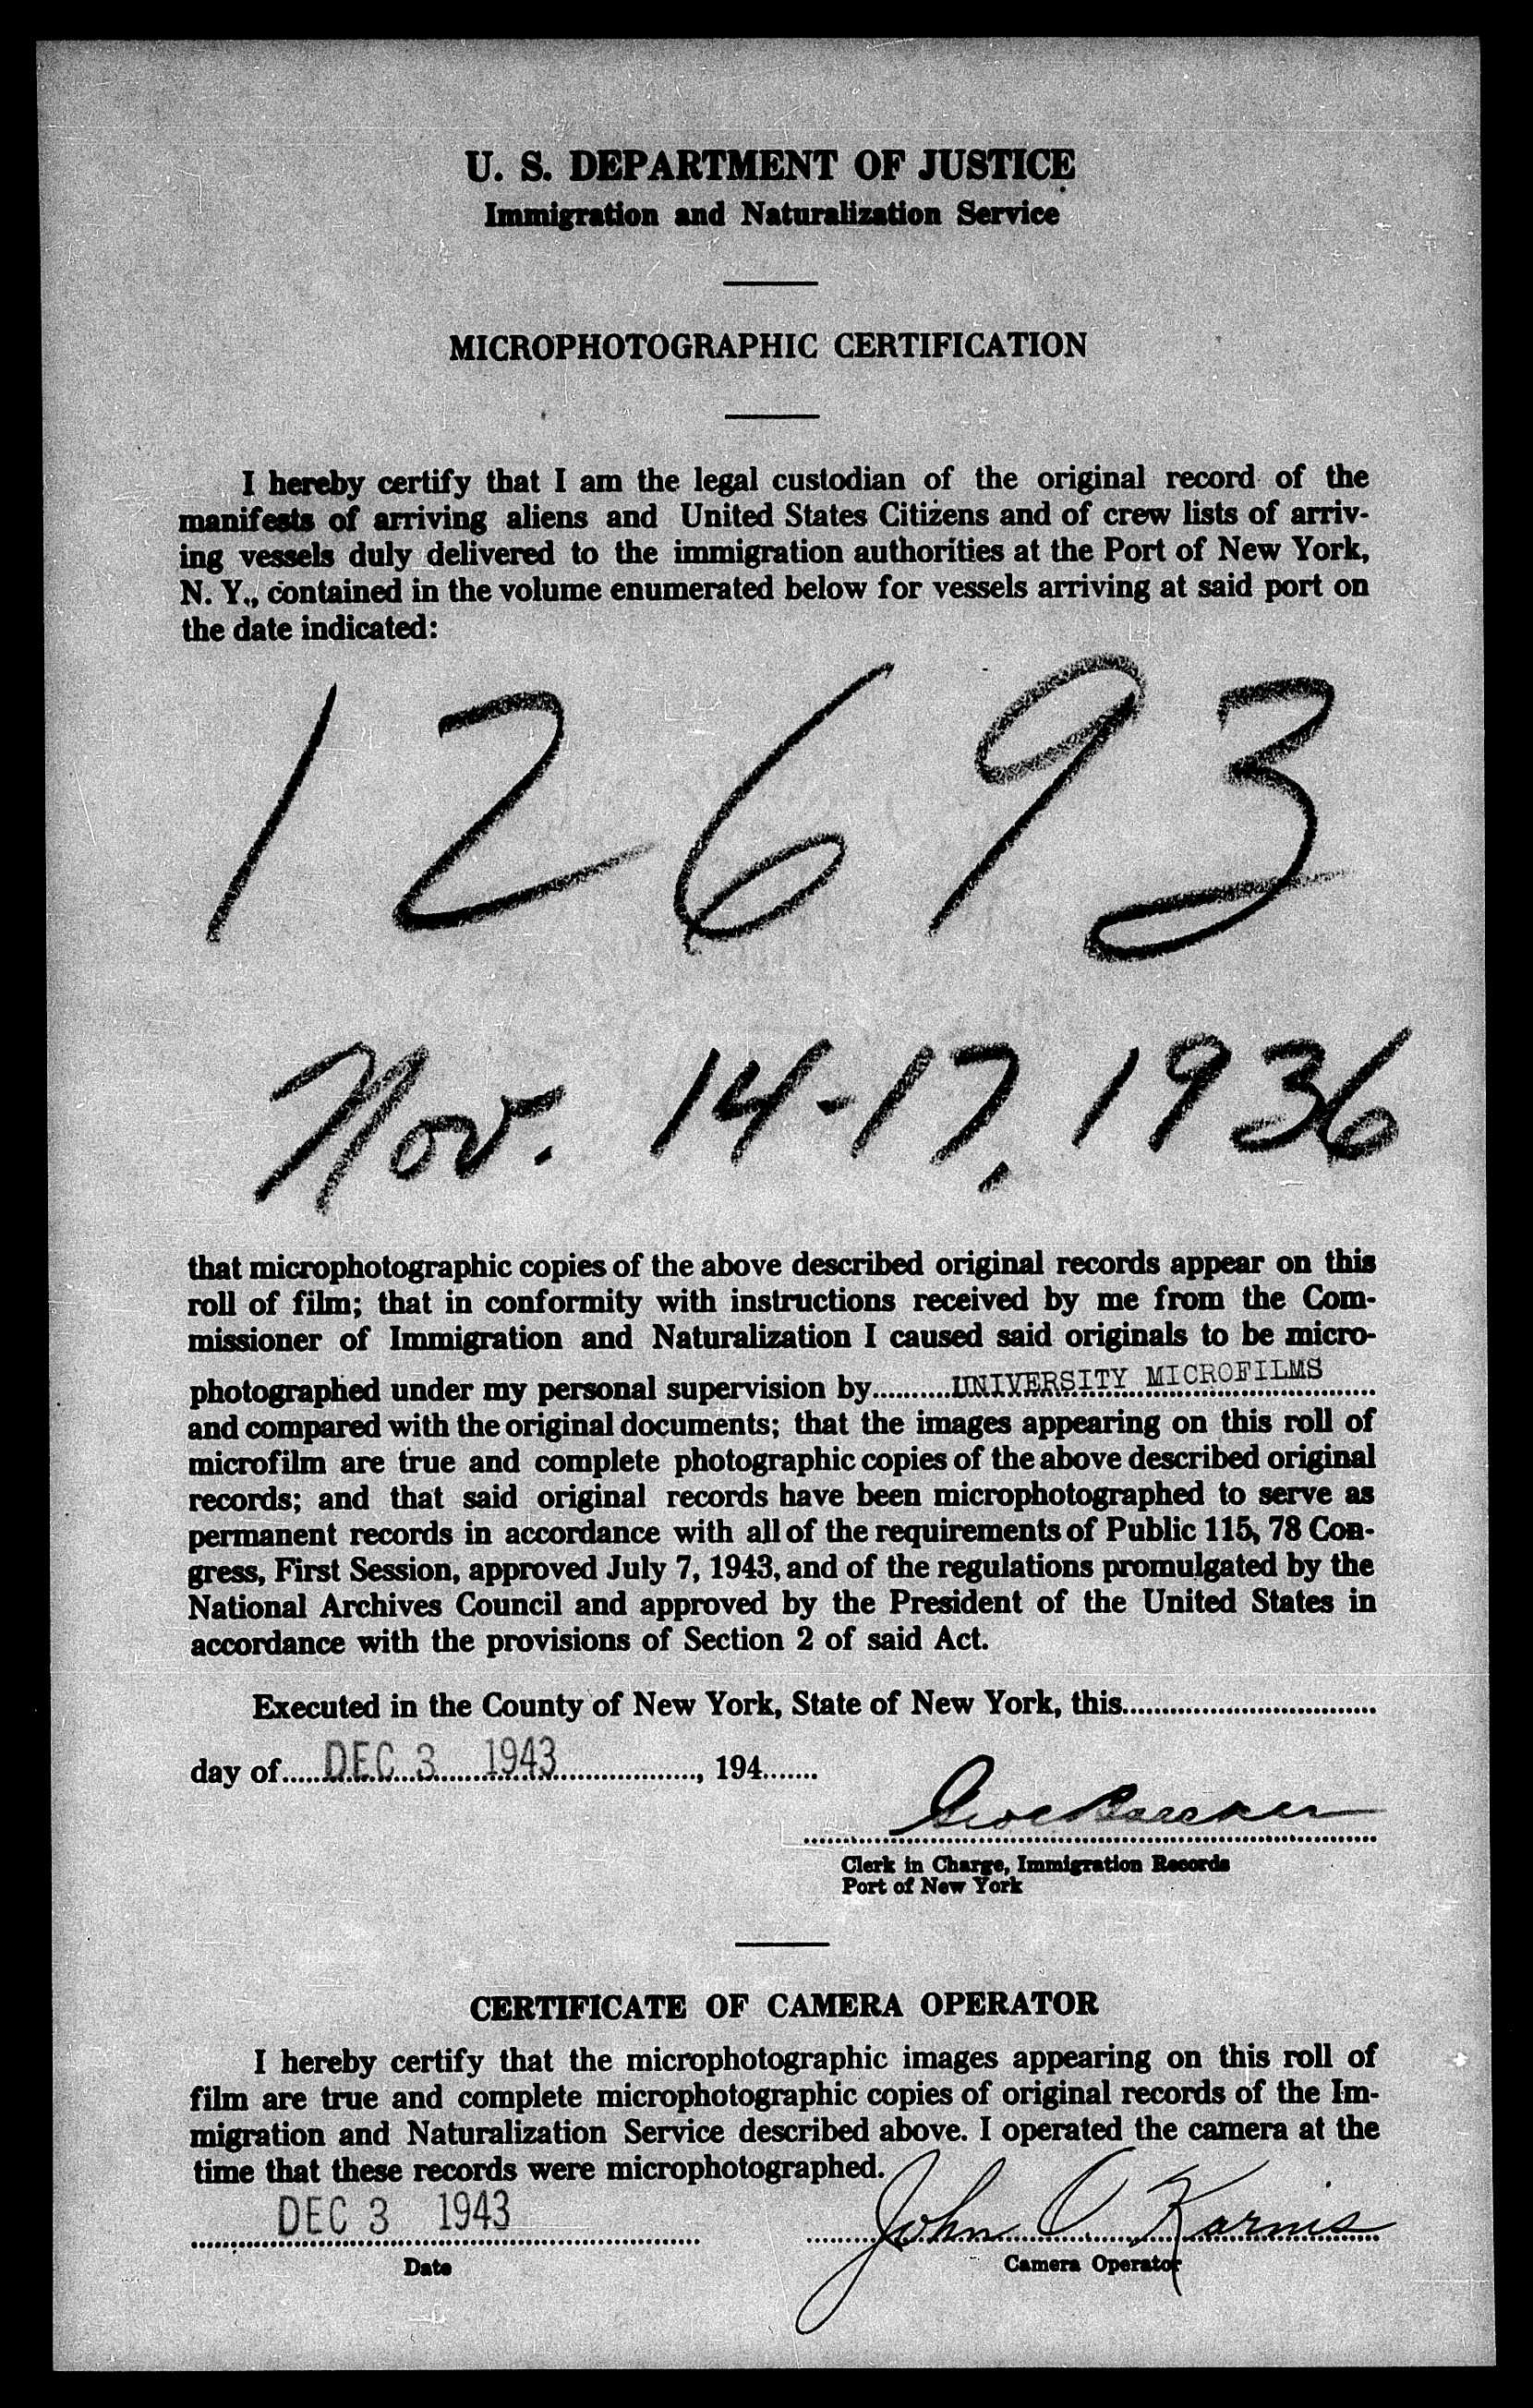 U. S. DEPARTMENT OF JUSTICE
Immigration and Naturalization Service
MICROPHOTOGRAPHIC CERTIFICATION
I hereby certify that I am the legal custodian of the original record of the
manifests of arriving aliens and United States Citizens and of crew lists of arriv-
ing vessels duly delivered to the immigration authorities at the Port of New York,
N. Y., contained in the volume enumerated below for vessels arriving at said port on
the date indicated:
12693
Nov. 14-17, 1936
that microphotographic copies of the above described original records appear on this
roll of film; that in conformity with instructions received by me from the Com-
missioner of Immigration and Naturalization I caused said originals to be micro-
photographed under my personal supervision by..........UNIVERSITY MICROFILMS
and compared with the original documents; that the images appearing on this roll of
microfilm are true and complete photographic copies of the above described original
records; and that said original records have been microphotographed to serve as
permanent records in accordance with all of the requirements of Public 115, 78 Con-
gress, First Session, approved July 7, 1943, and of the regulations promulgated by the
National Archives Council and approved by the President of the United States in
accordance with the provisions of Section 2 of said Act.
Executed in the County of New York, State of New York, this
day of DEC 3 1943, 194
Clerk in Charge, Immigration Records
Port of New York
CERTIFICATE OF CAMERA OPERATOR
I hereby certify that the microphotographic images appearing on this roll of
film are true and complete microphotographic copies of original records of the Im-
migration and Naturalization Service described above. I operated the camera at the
time that these records were microphotographed.
DEC 3 1943 John O Karnis
Date Camera Operator